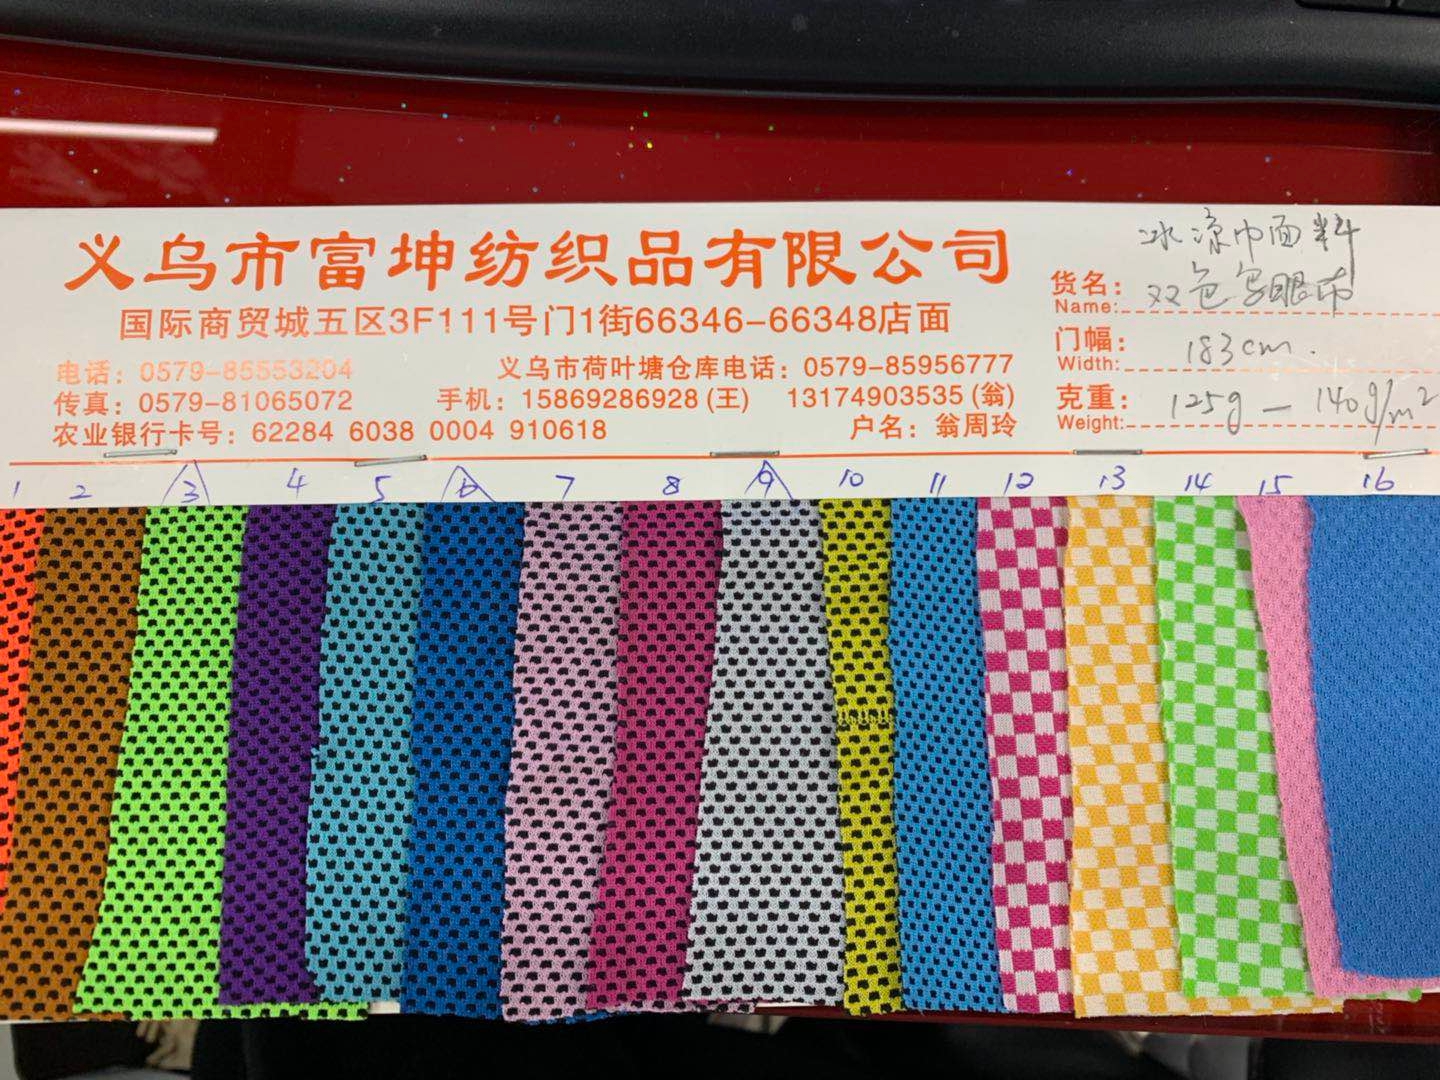 义乌市富坤纺织品有限公司
国际商贸城五区3F111号门1街66346-66348店面
电话：0579-85553204 义乌市荷叶塘仓库电话：0579-85956777
传真：0579-81065072 手机：15869286928 (王) 13174903535 (翁)
农业银行卡号：62284 6038 0004 910618 户名：翁周玲
冰凉巾面料
货名： 双色鸟眼布
Name:
门幅： 183cm.
Width:
克重： 125g - 140g/m²
Weight:
1 2 3 4 5 6 7 8 9 10 11 12 13 14 15 16